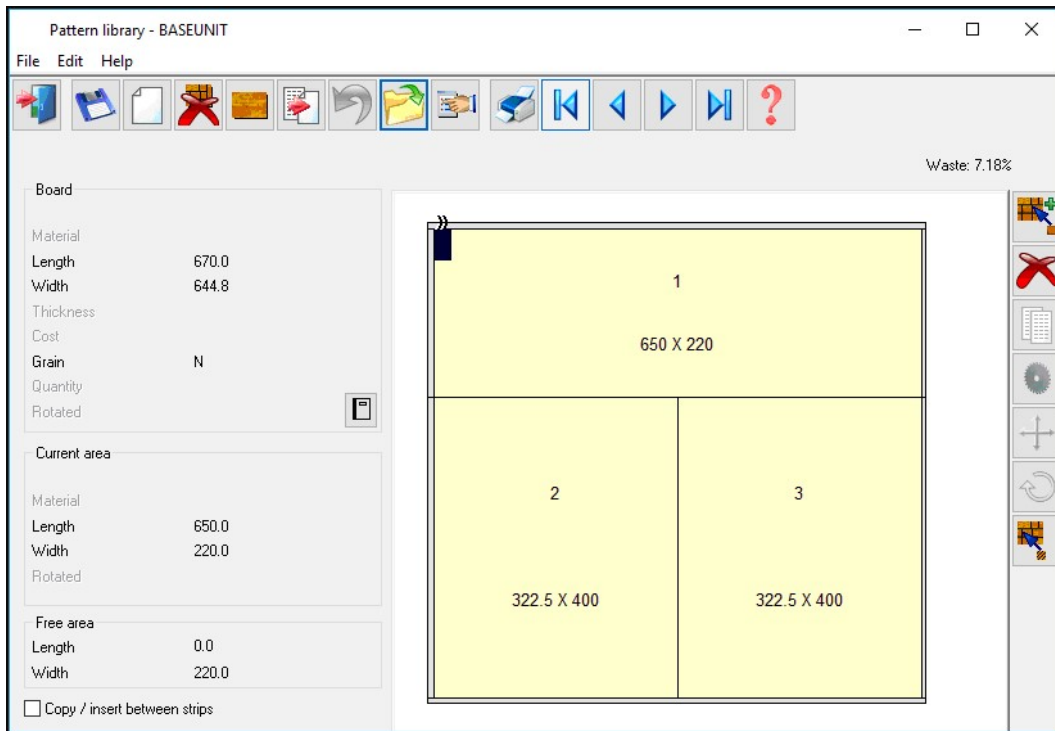 Pattern library - BASEUNIT
File Edit Help
Waste: 7.18%
Board
Material
Length 670.0
Width 644.8
Thickness
Cost
Grain N
Quantity
Rotated
Current area
Material
Length 650.0
Width 220.0
Rotated
Free area
Length 0.0
Width 220.0
Copy / insert between strips
1
650 X 220
2
322.5 X 400
3
322.5 X 400